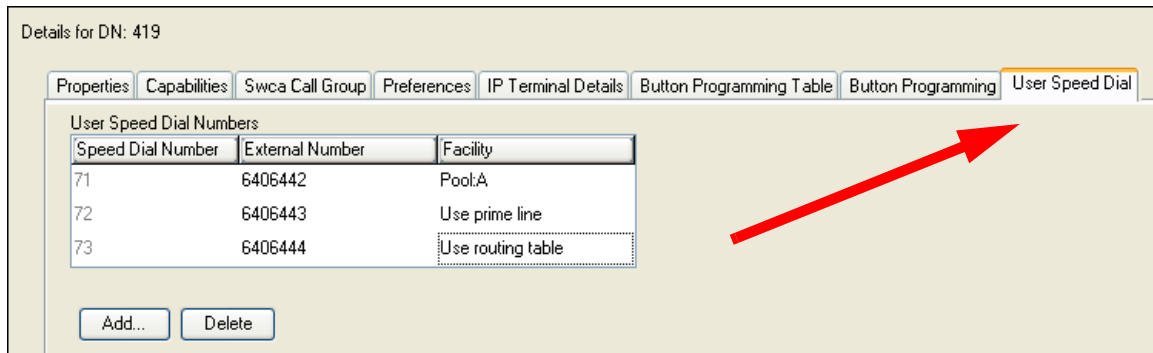 Details for DN: 419
Properties Capabilities Swca Call Group Preferences IP Terminal Details Button Programming Table Button Programming User Speed Dial
User Speed Dial Numbers
Speed Dial Number External Number Facility
71 6406442 Pool:A
72 6406443 Use prime line
73 6406444 Use routing table
Add... Delete